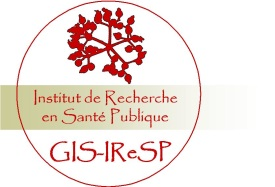 Institut de Recherche
en Santé Publique
GIS-IReSP